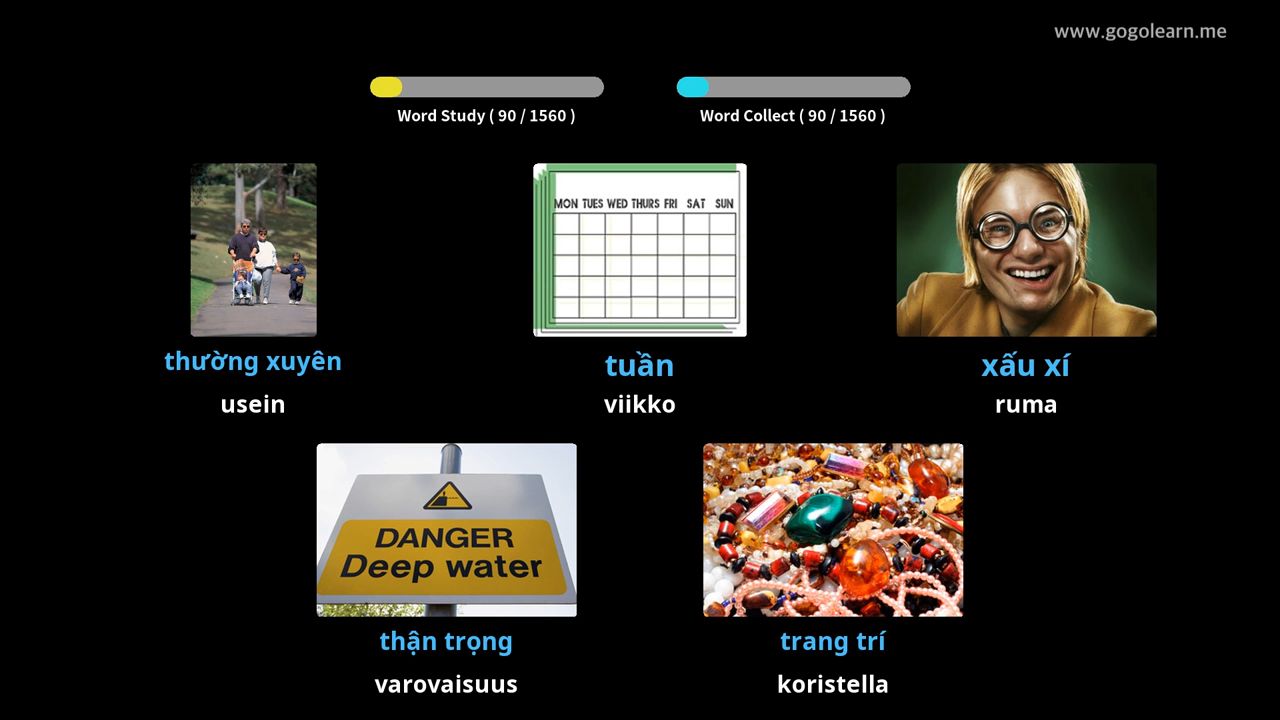 www.gogolearn.me
Word Study ( 90 / 1560 )
Word Collect ( 90 / 1560 )
MON TUES WED THURS FRI SAT SUN
thường xuyên
usein
tuần
viikko
xấu xí
ruma
DANGER
Deep water
thận trọng
varovaisuus
trang trí
koristella